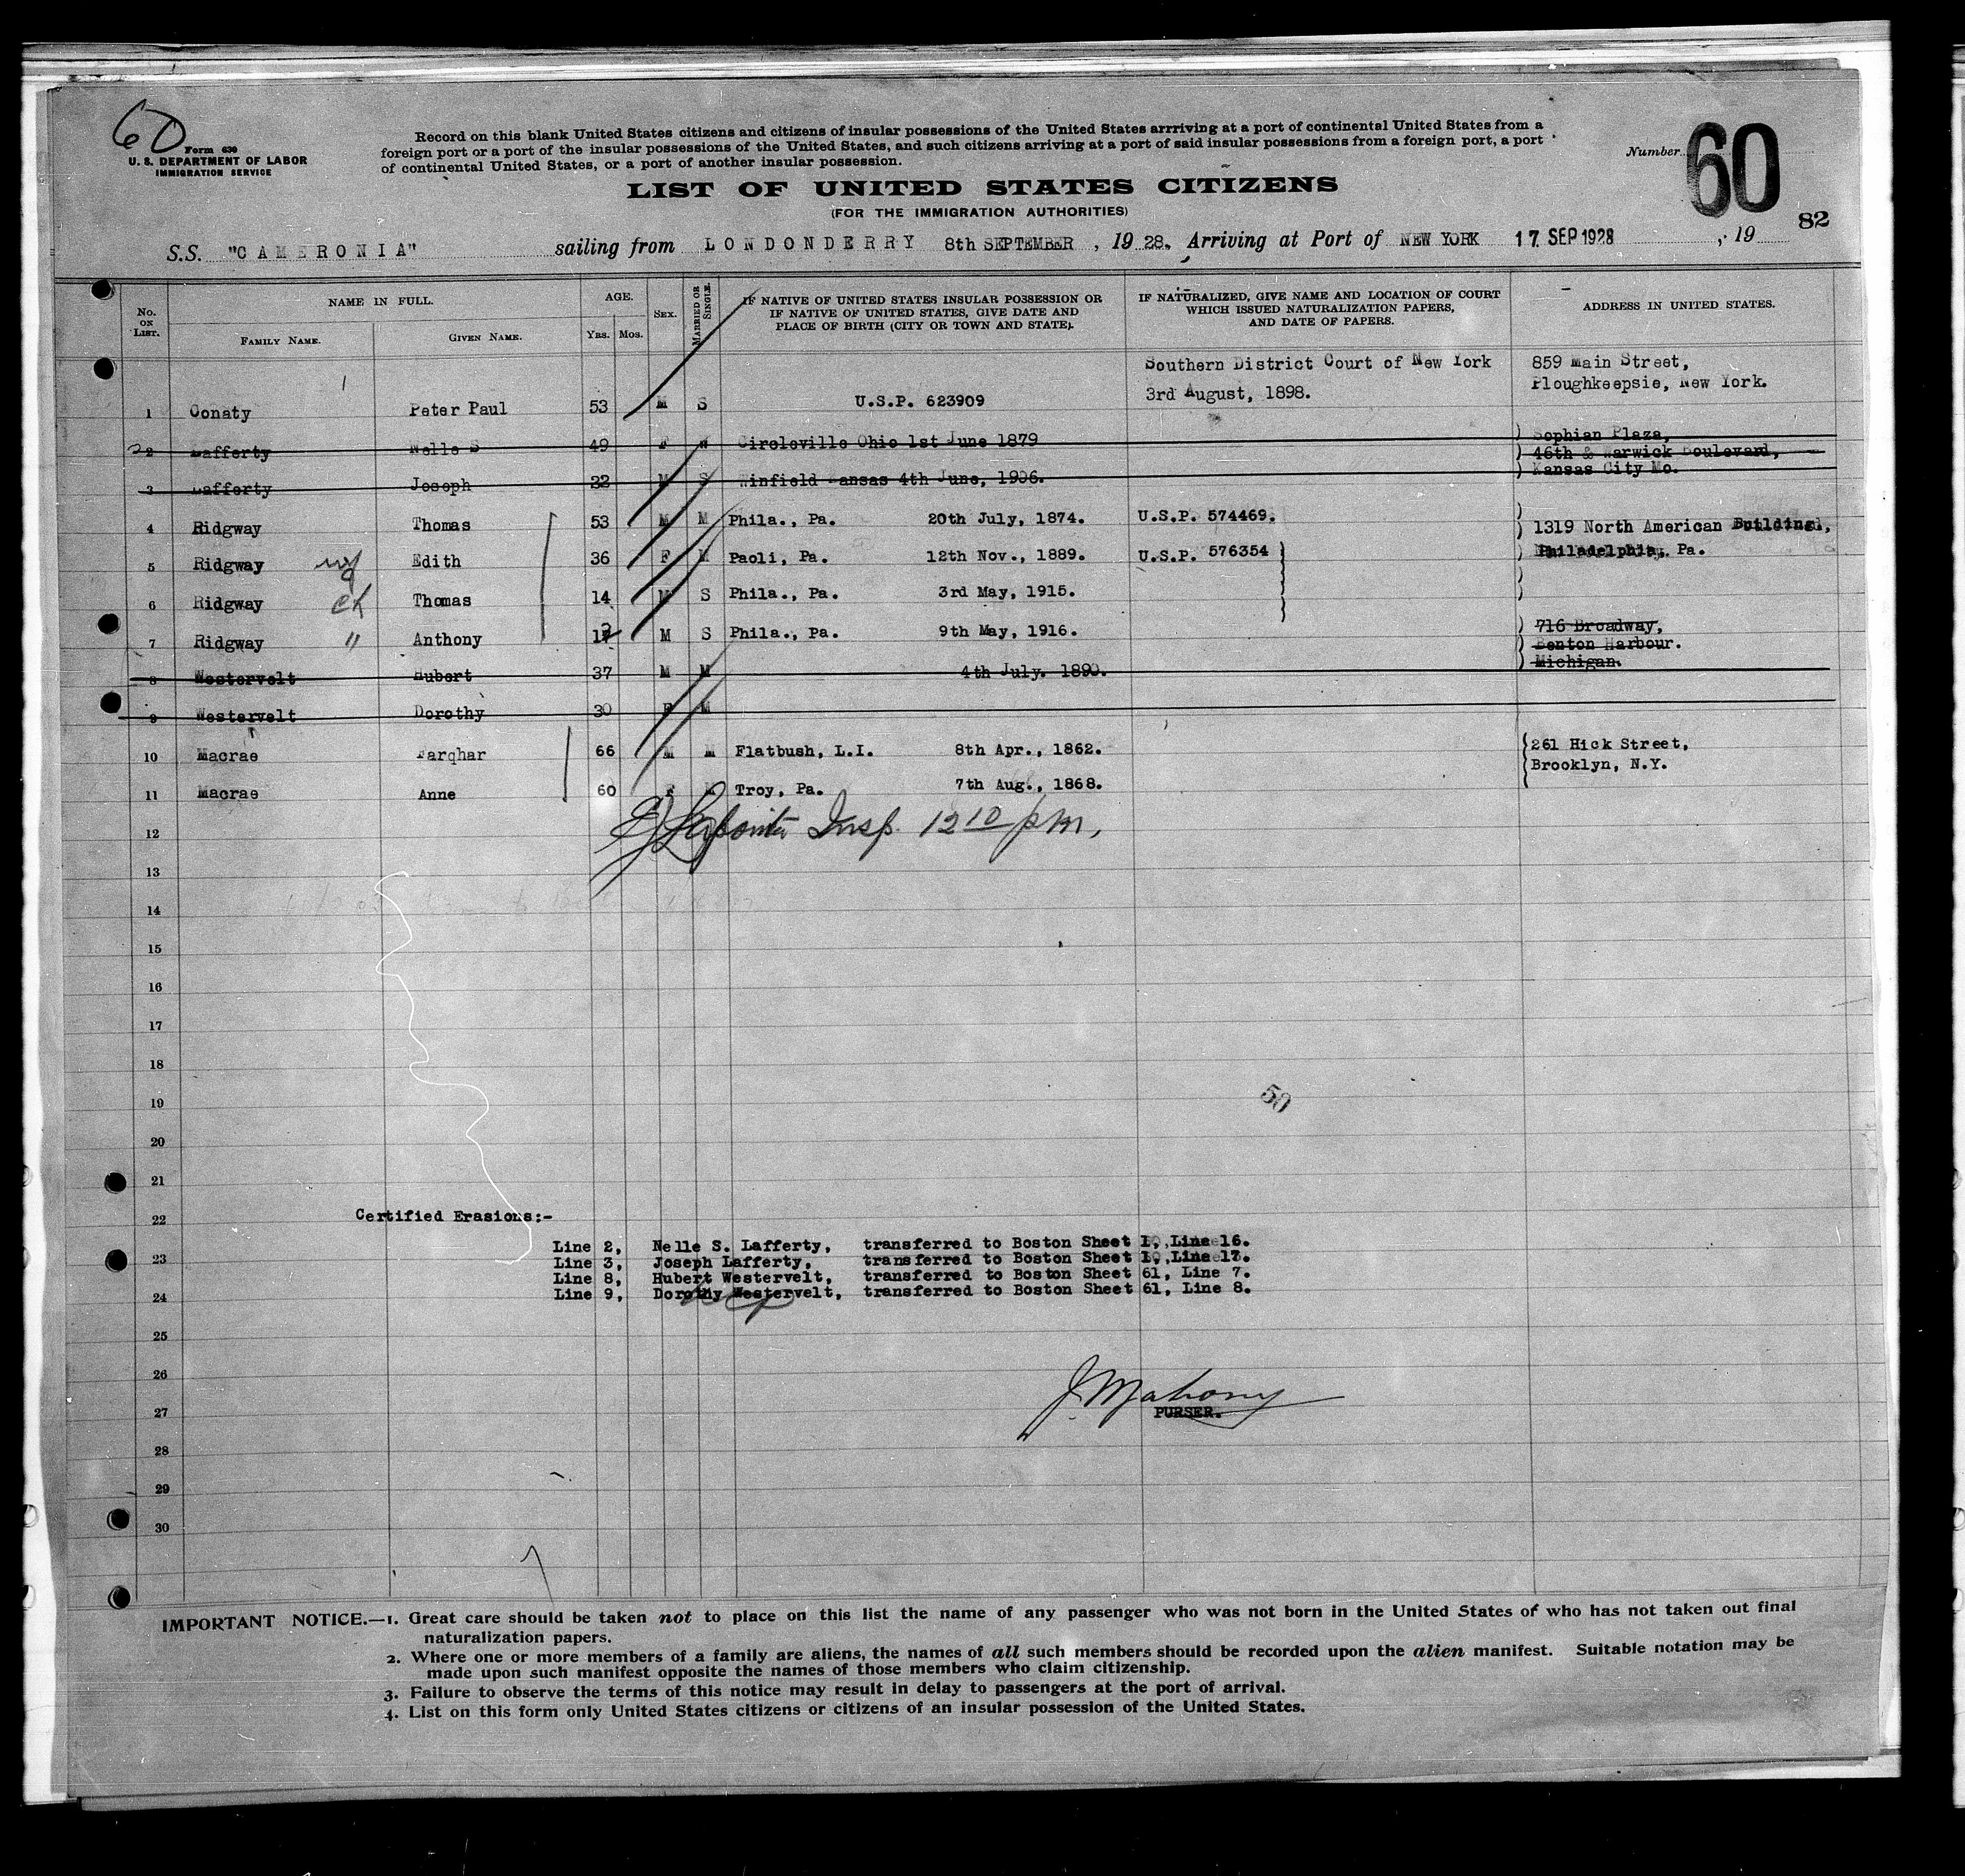 60
Form 630
U. S. DEPARTMENT OF LABOR
IMMIGRATION SERVICE
Record on this blank United States citizens and citizens of insular possessions of the United States arrriving at a port of continental United States from a
foreign port or a port of the insular possessions of the United States, and such citizens arriving at a port of said insular possessions from a foreign port, a port
of continental United States, or a port of another insular possession.
Number 60
82
LIST OF UNITED STATES CITIZENS
(FOR THE IMMIGRATION AUTHORITIES)
S.S. "CAMERONIA" sailing from LONDONDERRY 8th SEPTEMBER, 1928. Arriving at Port of NEW YORK 17 SEP 1928, 19
No. ON LIST.
NAME IN FULL.
FAMILY NAME.
GIVEN NAME.
AGE.
YRS.
MOS.
SEX.
MARRIED OR SINGLE.
IF NATIVE OF UNITED STATES INSULAR POSSESSION OR
IF NATIVE OF UNITED STATES, GIVE DATE AND
PLACE OF BIRTH (CITY OR TOWN AND STATE).
IF NATURALIZED, GIVE NAME AND LOCATION OF COURT
WHICH ISSUED NATURALIZATION PAPERS,
AND DATE OF PAPERS.
ADDRESS IN UNITED STATES.
Southern District Court of New York 859 Main Street,
3rd August, 1898. Ploughkeepsie, New York.
1 Conaty Peter Paul 53 M S U.S.P. 623909
2 Lafferty Nelle S 49 F W Circleville Ohio 1st June 1879 Sophian Plaza,
46th & Warwick Boulevard,
3 Lafferty Joseph 22 M S Winfield Kansas 4th June, 1906. Kansas City Mo.
4 Ridgway Thomas 53 M M Phila., Pa. 20th July, 1874. U.S.P. 574469. 1319 North American Building,
5 Ridgway Edith 36 F M Paoli, Pa. 12th Nov., 1889. U.S.P. 576354 Philadelphia, Pa.
6 Ridgway ch Thomas 14 M S Phila., Pa. 3rd May, 1915.
7 Ridgway " Anthony 12 M S Phila., Pa. 9th May, 1916. 716 Broadway,
Benton Harbour.
Michigan.
8 Westervelt Hubert 37 M M 4th July. 1890.
9 Westervelt Dorothy 30 F M
10 Macrae Farqhar 66 M M Flatbush, L.I. 8th Apr., 1862. 261 Hick Street,
Brooklyn, N.Y.
11 Macrae Anne 60 F M Troy, Pa. 7th Aug., 1868.
12 Insp. 12 10 pm,
13
14
15
16
17
18
19
50
20
21
22 Certified Erasions:-
Line 2, Nelle S. Lafferty, transferred to Boston Sheet , Line 16.
23 Line 3, Joseph Lafferty, transferred to Boston Sheet , Line 17.
Line 8, Hubert Westervelt, transferred to Boston Sheet 61, Line 7.
24 Line 9, Dorothy Westervelt, transferred to Boston Sheet 61, Line 8.
25
26 J. Mahony
27 PURSER.
28
29
30
IMPORTANT NOTICE.—1. Great care should be taken not to place on this list the name of any passenger who was not born in the United States or who has not taken out final
naturalization papers.
2. Where one or more members of a family are aliens, the names of all such members should be recorded upon the alien manifest. Suitable notation may be
made upon such manifest opposite the names of those members who claim citizenship.
3. Failure to observe the terms of this notice may result in delay to passengers at the port of arrival.
4. List on this form only United States citizens or citizens of an insular possession of the United States.